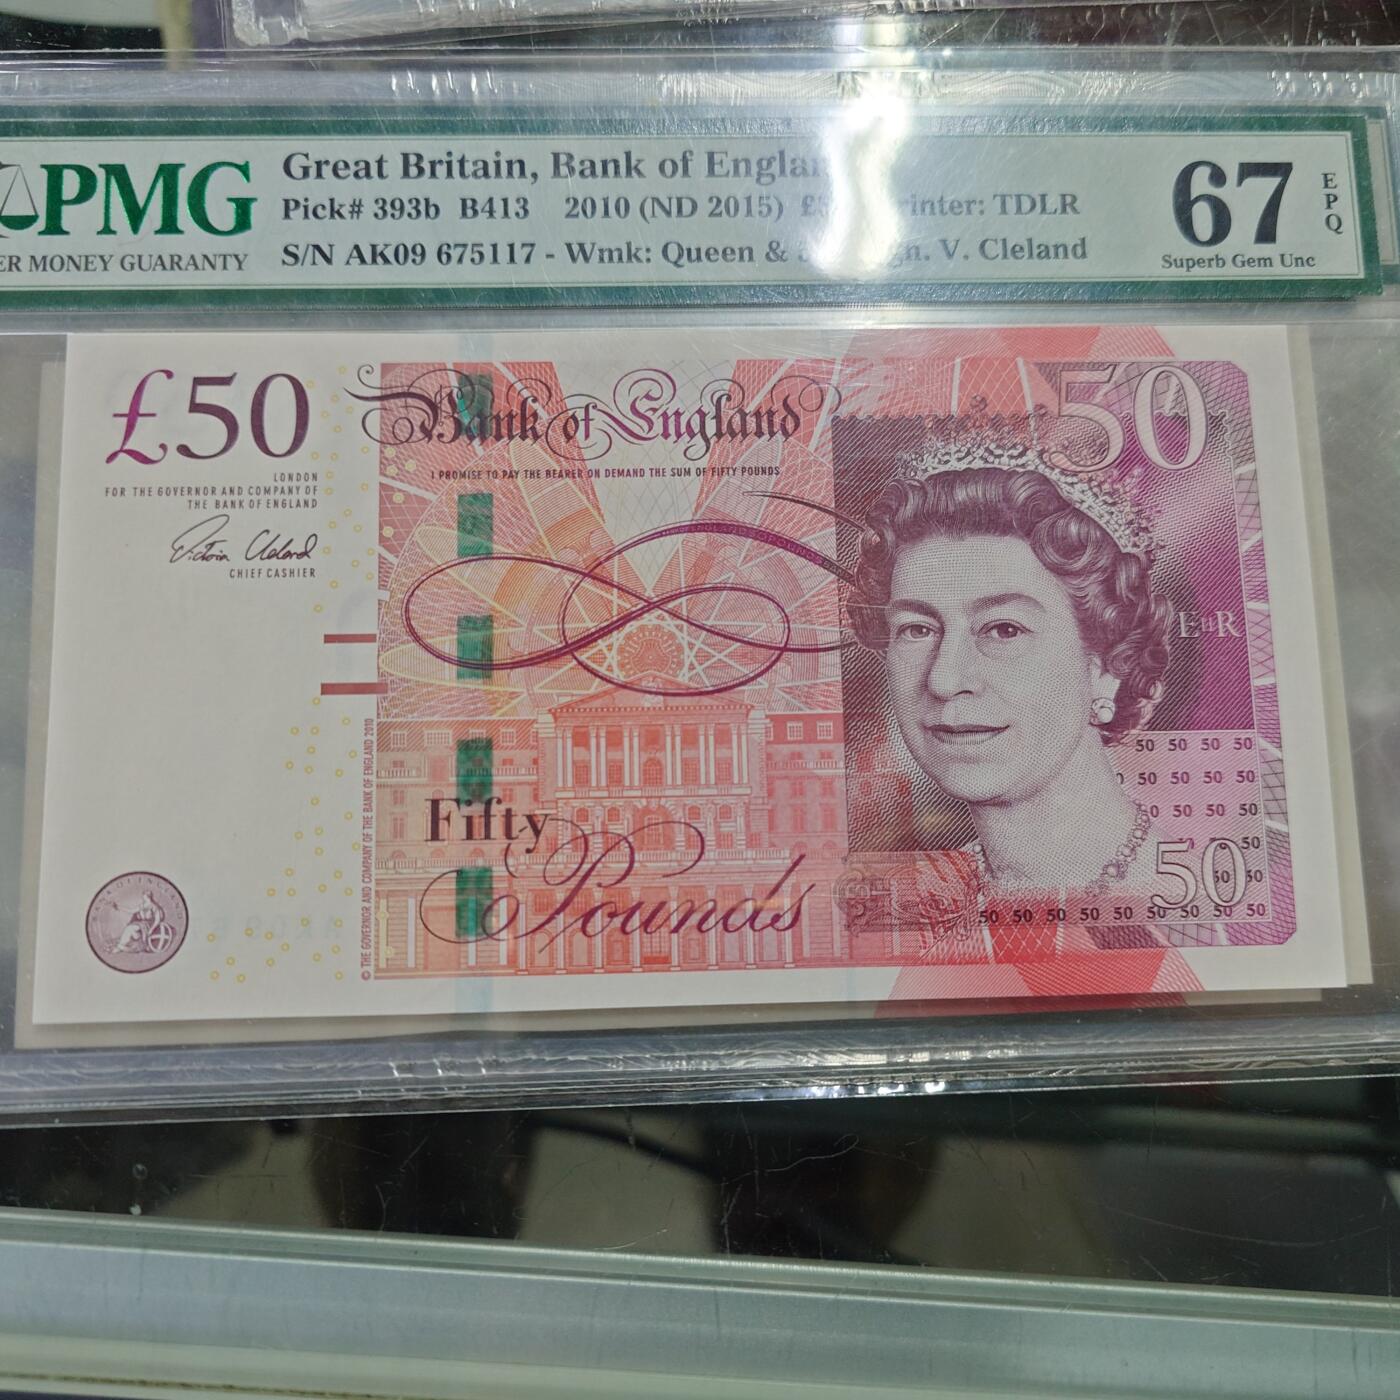 PMG
MONEY GUARANTY
Great Britain, Bank of
Pick# 393b B413 2010 (ND 2015) TDLR
S/N AK09 675117 - Wmk: Queen & V. Cleland
67
EPQ
Superb Gem Unc
£50
Bank of England
50
I PROMISE TO PAY THE BEARER ON DEMAND THE SUM OF FIFTY POUNDS
LONDON
FOR THE GOVERNOR AND COMPANY OF
THE BANK OF ENGLAND
Victoria Cleland
CHIEF CASHIER
EIIR
© THE GOVERNOR AND COMPANY OF THE BANK OF ENGLAND 2010
Fifty
Pounds
50 50 50 50
50 50 50 50
50 50 50
50
50
50
50 50 50 50 50 50 50 50 50